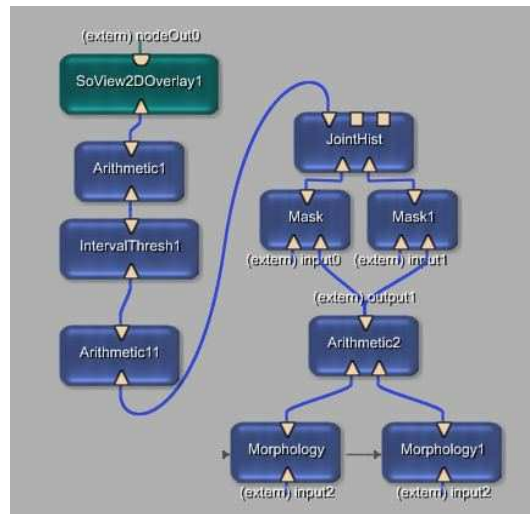 (extern) nodeOut0
SoView2DOverlay1
Arithmetic1
IntervalThresh1
Arithmetic11
JointHist
Mask
Mask1
(extern) input0
(extern) input1
(extern) output1
Arithmetic2
Morphology
Morphology1
(extern) input2
(extern) input2